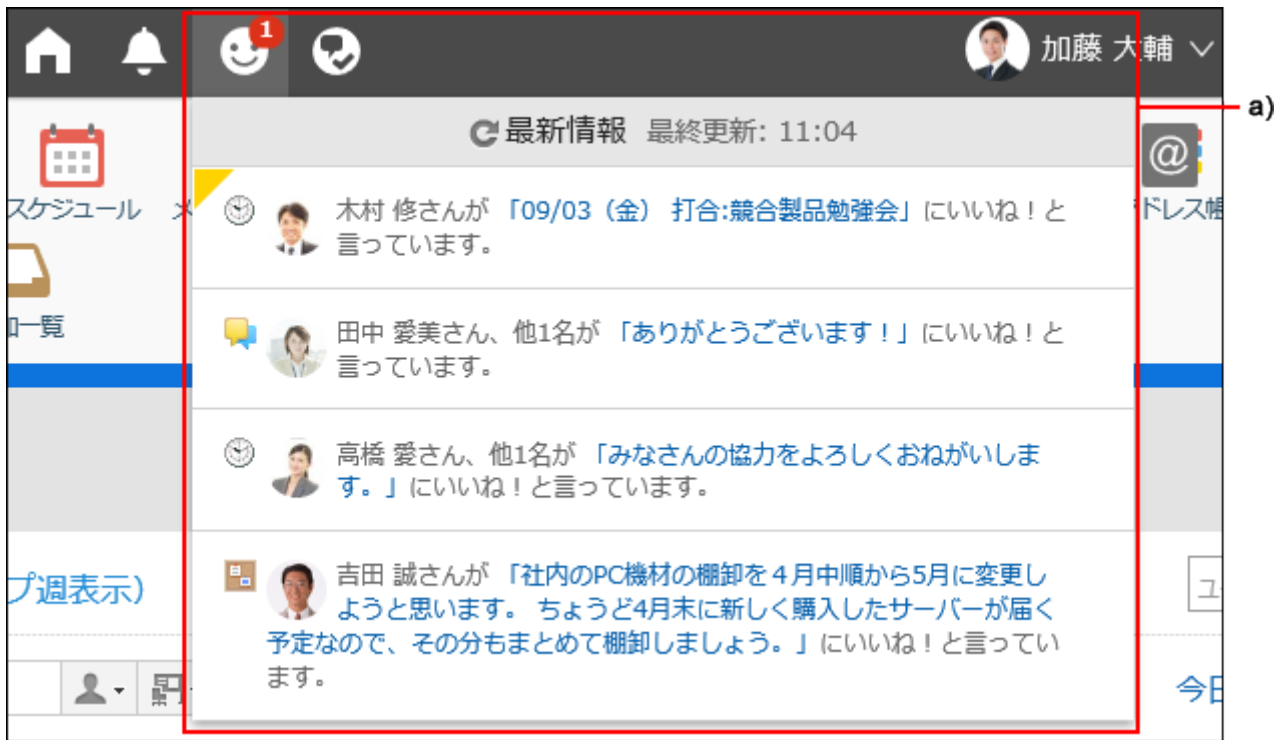 1
加藤 大輔
a)
最新情報 最終更新: 11:04
スケジュール
メ
ドレス帳
木村 修さんが 「09/03（金） 打合:競合製品勉強会」にいいね！と
言っています。
一覧
田中 愛美さん、他1名が 「ありがとうございます！」にいいね！と
言っています。
高橋 愛さん、他1名が 「みなさんの協力をよろしくおねがいしま
す。」にいいね！と言っています。
プ週表示)
吉田 誠さんが 「社内のPC機材の棚卸を４月中順から5月に変更し
ようと思います。 ちょうど4月末に新しく購入したサーバーが届く
予定なので、その分もまとめて棚卸しましょう。」にいいね！と言ってい
ます。
ユ
今日